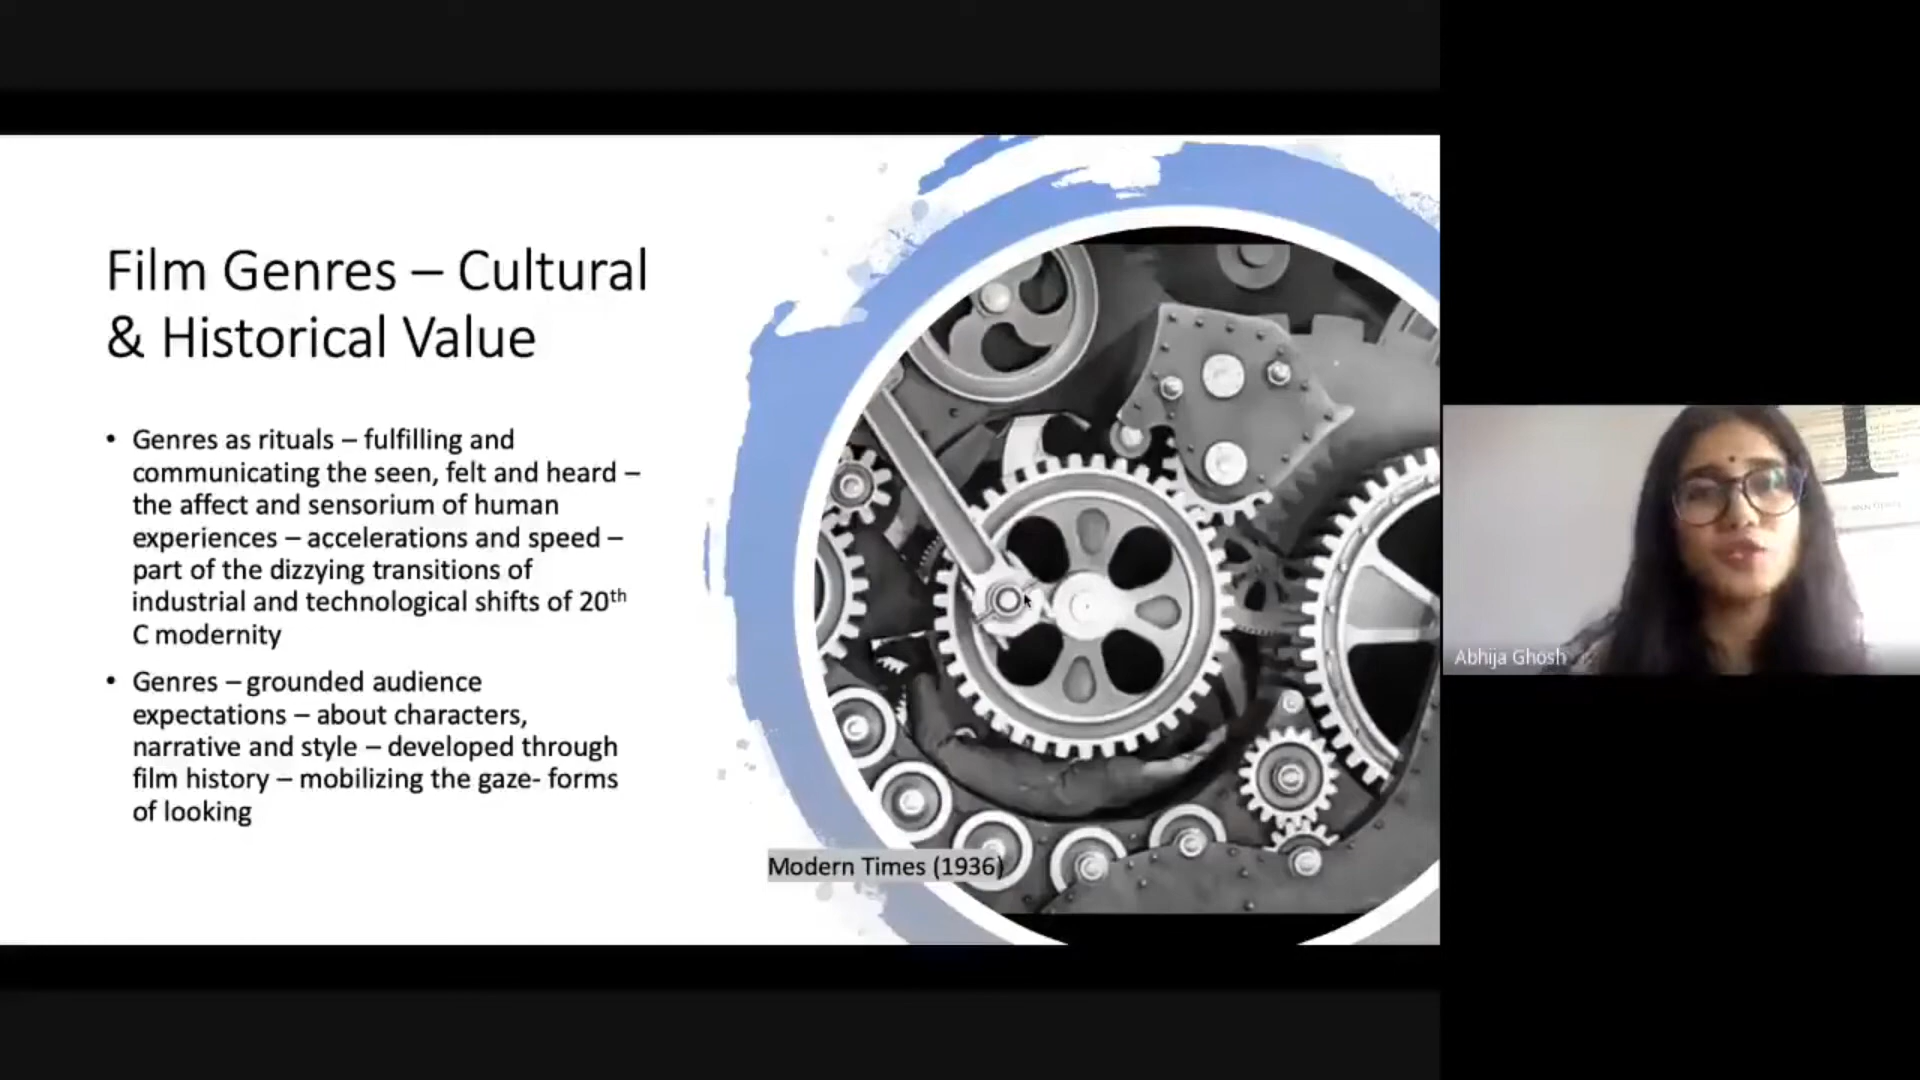 Film Genres – Cultural
& Historical Value
• Genres as rituals – fulfilling and
communicating the seen, felt and heard –
the affect and sensorium of human
experiences – accelerations and speed –
part of the dizzying transitions of
industrial and technological shifts of 20th
C modernity
• Genres – grounded audience
expectations – about characters,
narrative and style – developed through
film history – mobilizing the gaze- forms
of looking
Modern Times (1936)
Abhija Ghosh